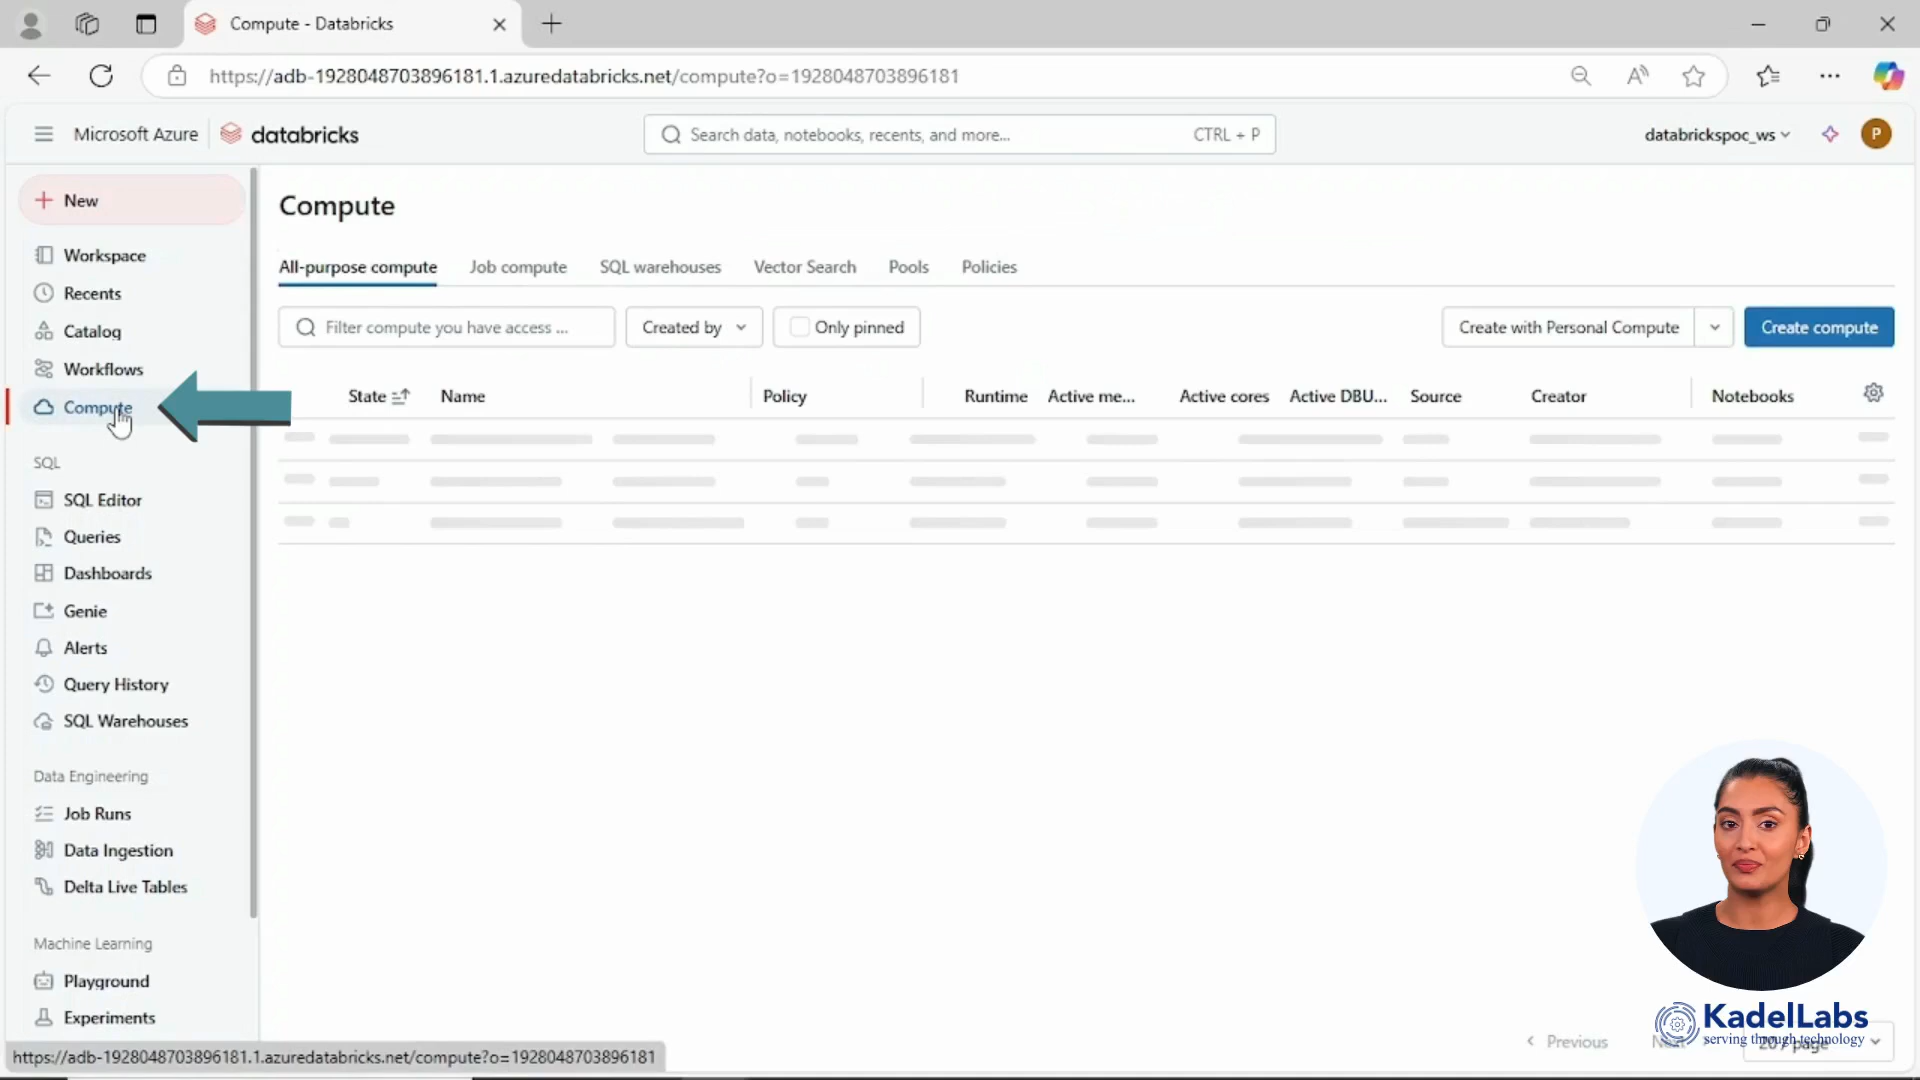 Compute - Databricks
https://adb-1928048703896181.1.azuredatabricks.net/compute?o=1928048703896181
Microsoft Azure
databricks
Search data, notebooks, recents, and more...
CTRL + P
databrickspoc_ws
P
New
Workspace
Recents
Catalog
Workflows
Compute
SQL
SQL Editor
Queries
Dashboards
Genie
Alerts
Query History
SQL Warehouses
Data Engineering
Job Runs
Data Ingestion
Delta Live Tables
Machine Learning
Playground
Experiments
Compute
All-purpose compute
Job compute
SQL warehouses
Vector Search
Pools
Policies
Filter compute you have access ...
Created by
Only pinned
Create with Personal Compute
Create compute
State
Name
Policy
Runtime
Active me...
Active cores
Active DBU...
Source
Creator
Notebooks
KadelLabs
serving through technology
Previous
20 / page
https://adb-1928048703896181.1.azuredatabricks.net/compute?o=1928048703896181